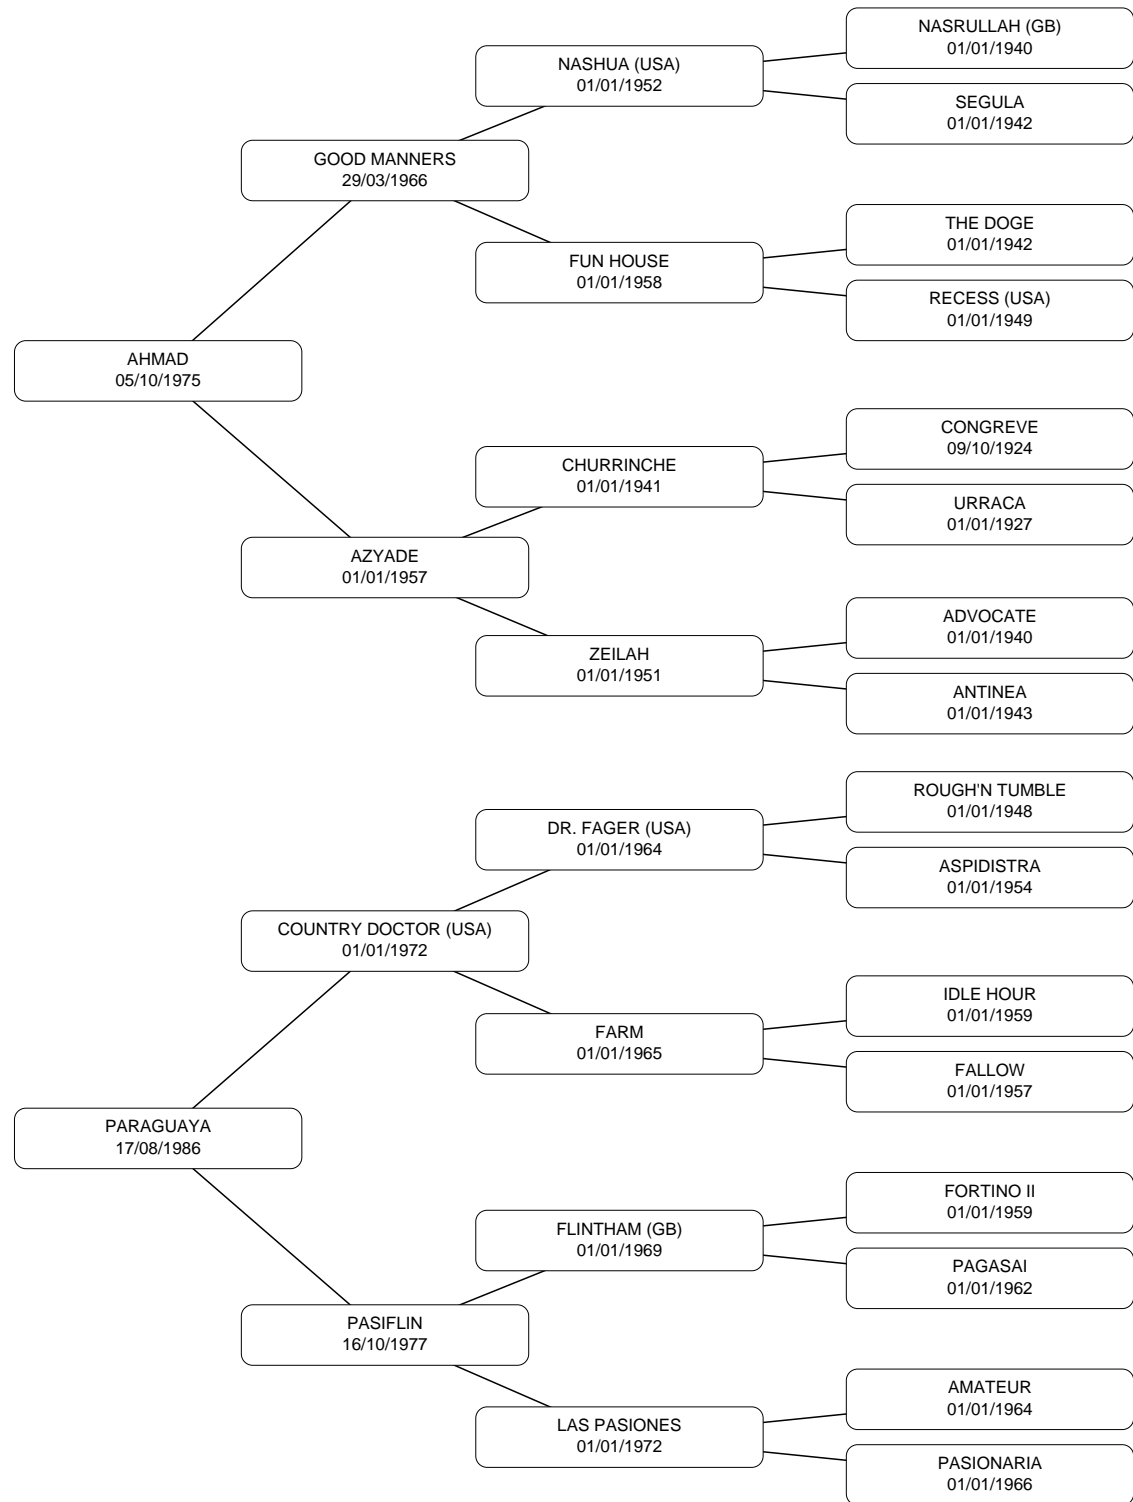 NASRULLAH (GB)
01/01/1940
NASHUA (USA)
01/01/1952
SEGULA
01/01/1942
GOOD MANNERS
29/03/1966
THE DOGE
01/01/1942
FUN HOUSE
01/01/1958
RECESS (USA)
01/01/1949
AHMAD
05/10/1975
CONGREVE
09/10/1924
CHURRINCHE
01/01/1941
URRACA
01/01/1927
AZYADE
01/01/1957
ADVOCATE
01/01/1940
ZEILAH
01/01/1951
ANTINEA
01/01/1943
ROUGH'N TUMBLE
01/01/1948
DR. FAGER (USA)
01/01/1964
ASPIDISTRA
01/01/1954
COUNTRY DOCTOR (USA)
01/01/1972
IDLE HOUR
01/01/1959
FARM
01/01/1965
FALLOW
01/01/1957
PARAGUAYA
17/08/1986
FORTINO II
01/01/1959
FLINTHAM (GB)
01/01/1969
PAGASAI
01/01/1962
PASIFLIN
16/10/1977
AMATEUR
01/01/1964
LAS PASIONES
01/01/1972
PASIONARIA
01/01/1966